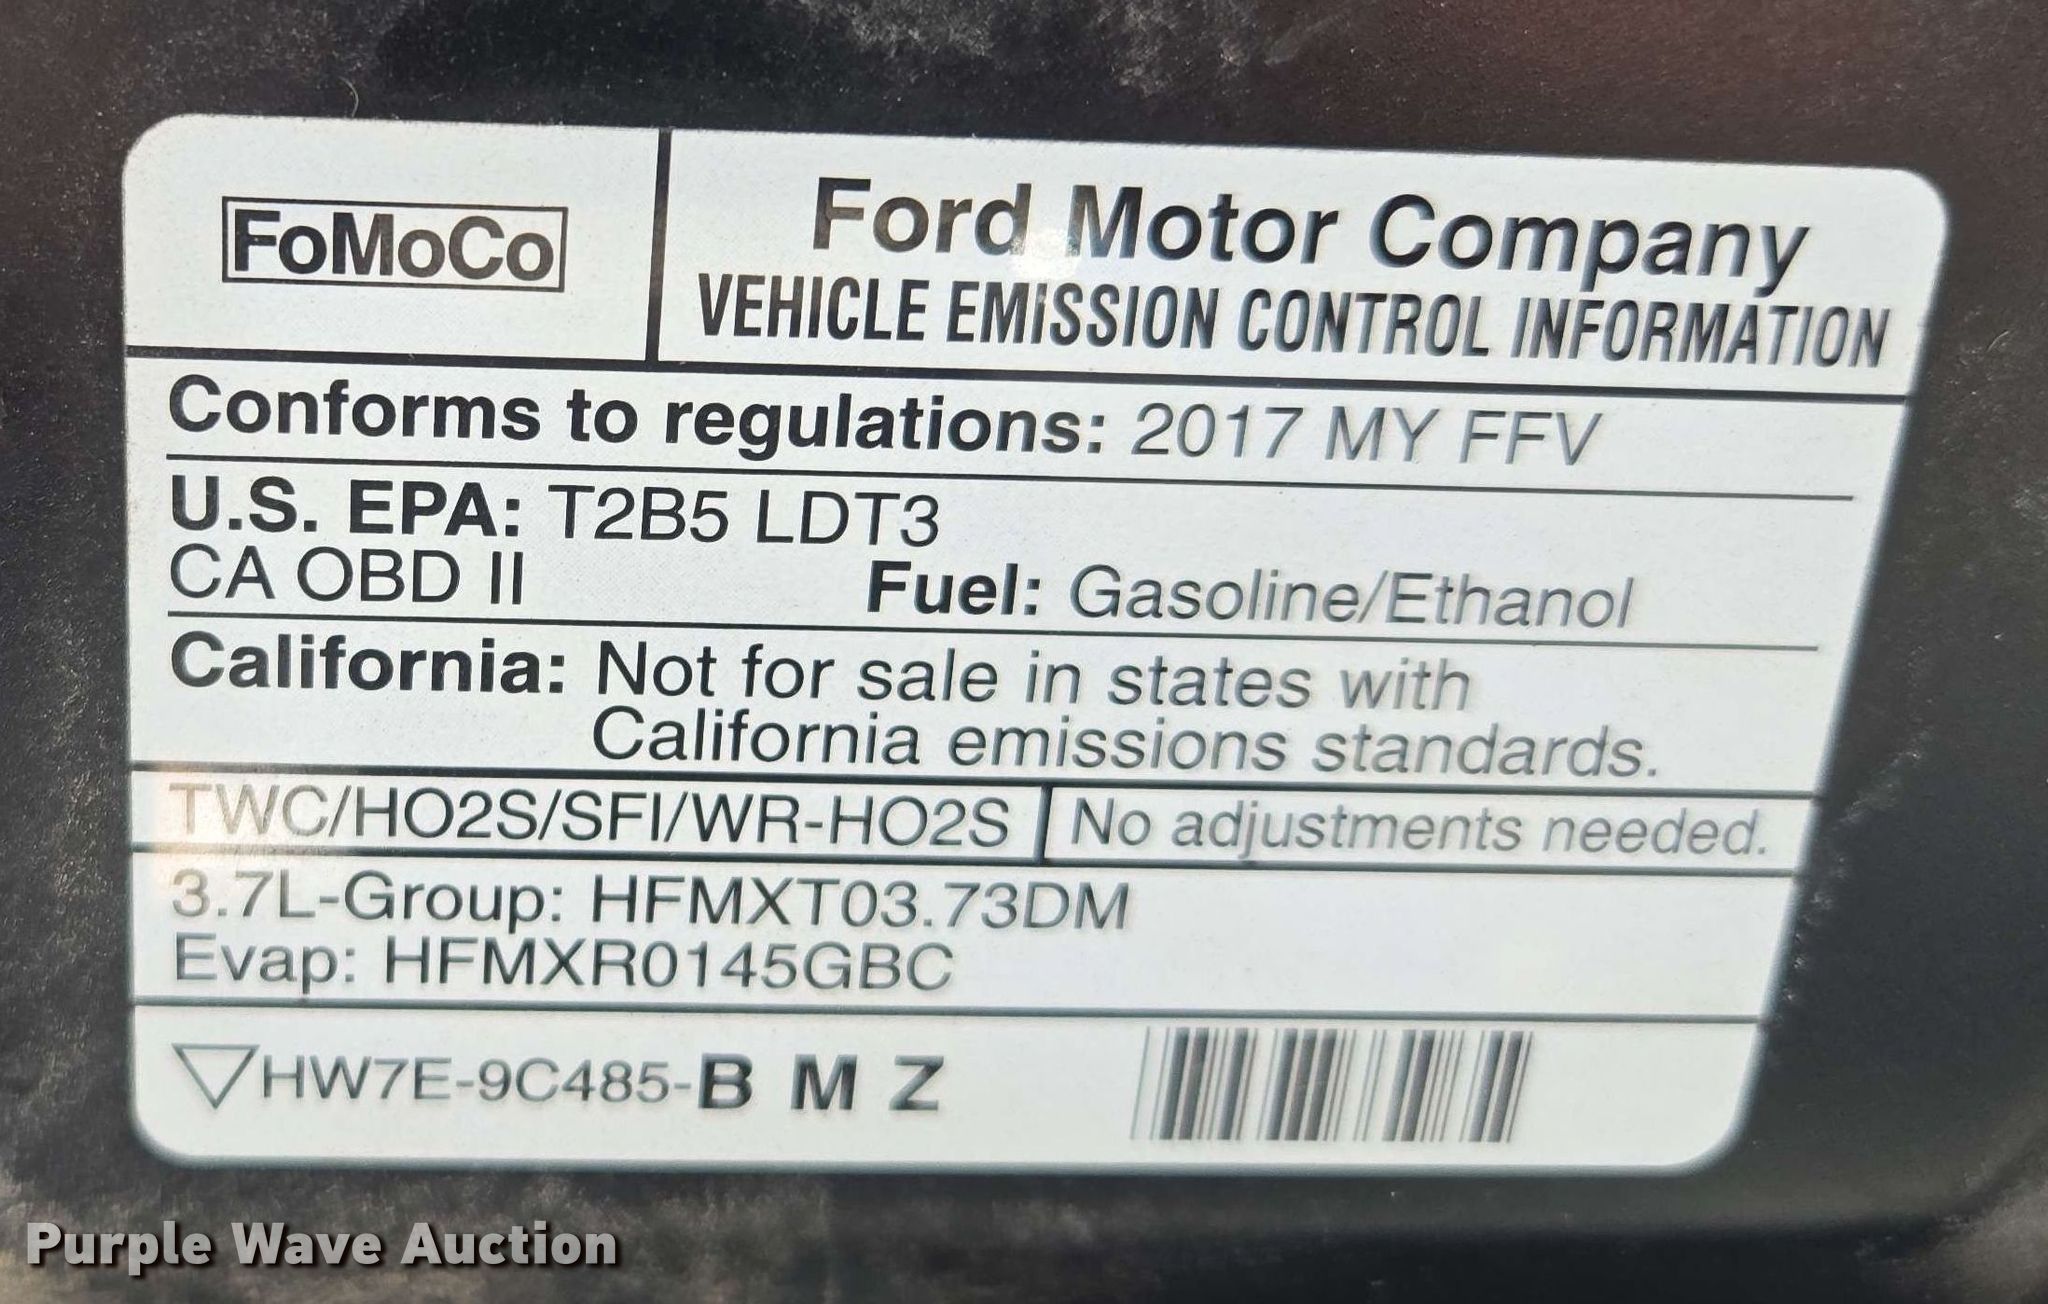 FoMoCo
Ford Motor Company
VEHICLE EMISSION CONTROL INFORMATION
Conforms to regulations: 2017 MY FFV
U.S. EPA: T2B5 LDT3
CA OBD II Fuel: Gasoline/Ethanol
California: Not for sale in states with
California emissions standards.
TWC/HO2S/SFI/WR-HO2S No adjustments needed.
3.7L-Group: HFMXT03.73DM
Evap: HFMXR0145GBC
HW7E-9C485-B M Z
Purple Wave Auction